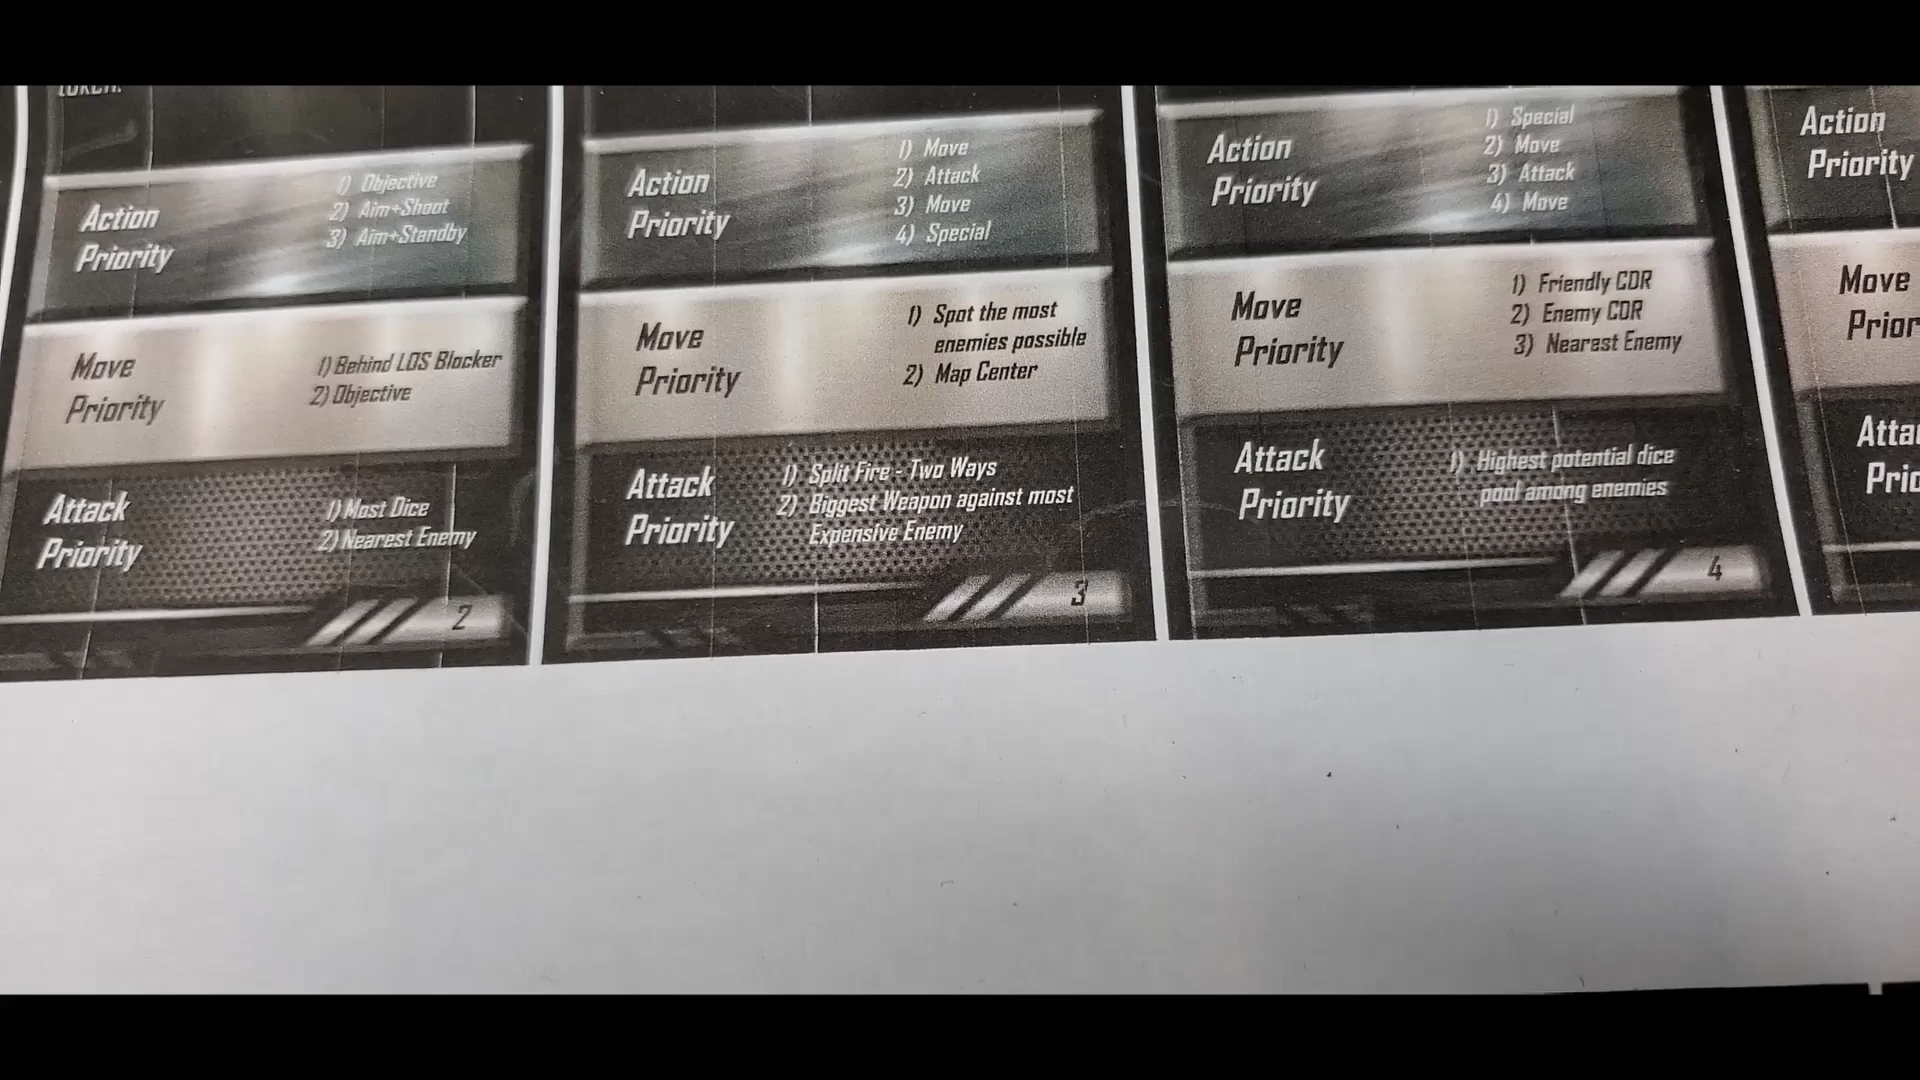 Action
Priority
1) Objective
2) Aim+Shoot
3) Aim+Standby
Move
Priority
1) Behind LOS Blocker
2) Objective
Attack
Priority
1) Most Dice
2) Nearest Enemy
2
Action
Priority
1) Move
2) Attack
3) Move
4) Special
Move
Priority
1) Spot the most
enemies possible
2) Map Center
Attack
Priority
1) Split Fire - Two Ways
2) Biggest Weapon against most
Expensive Enemy
3
Action
Priority
1) Special
2) Move
3) Attack
4) Move
Move
Priority
1) Friendly CDR
2) Enemy CDR
3) Nearest Enemy
Attack
Priority
1) Highest potential dice
pool among enemies
4
Action
Priority
Move